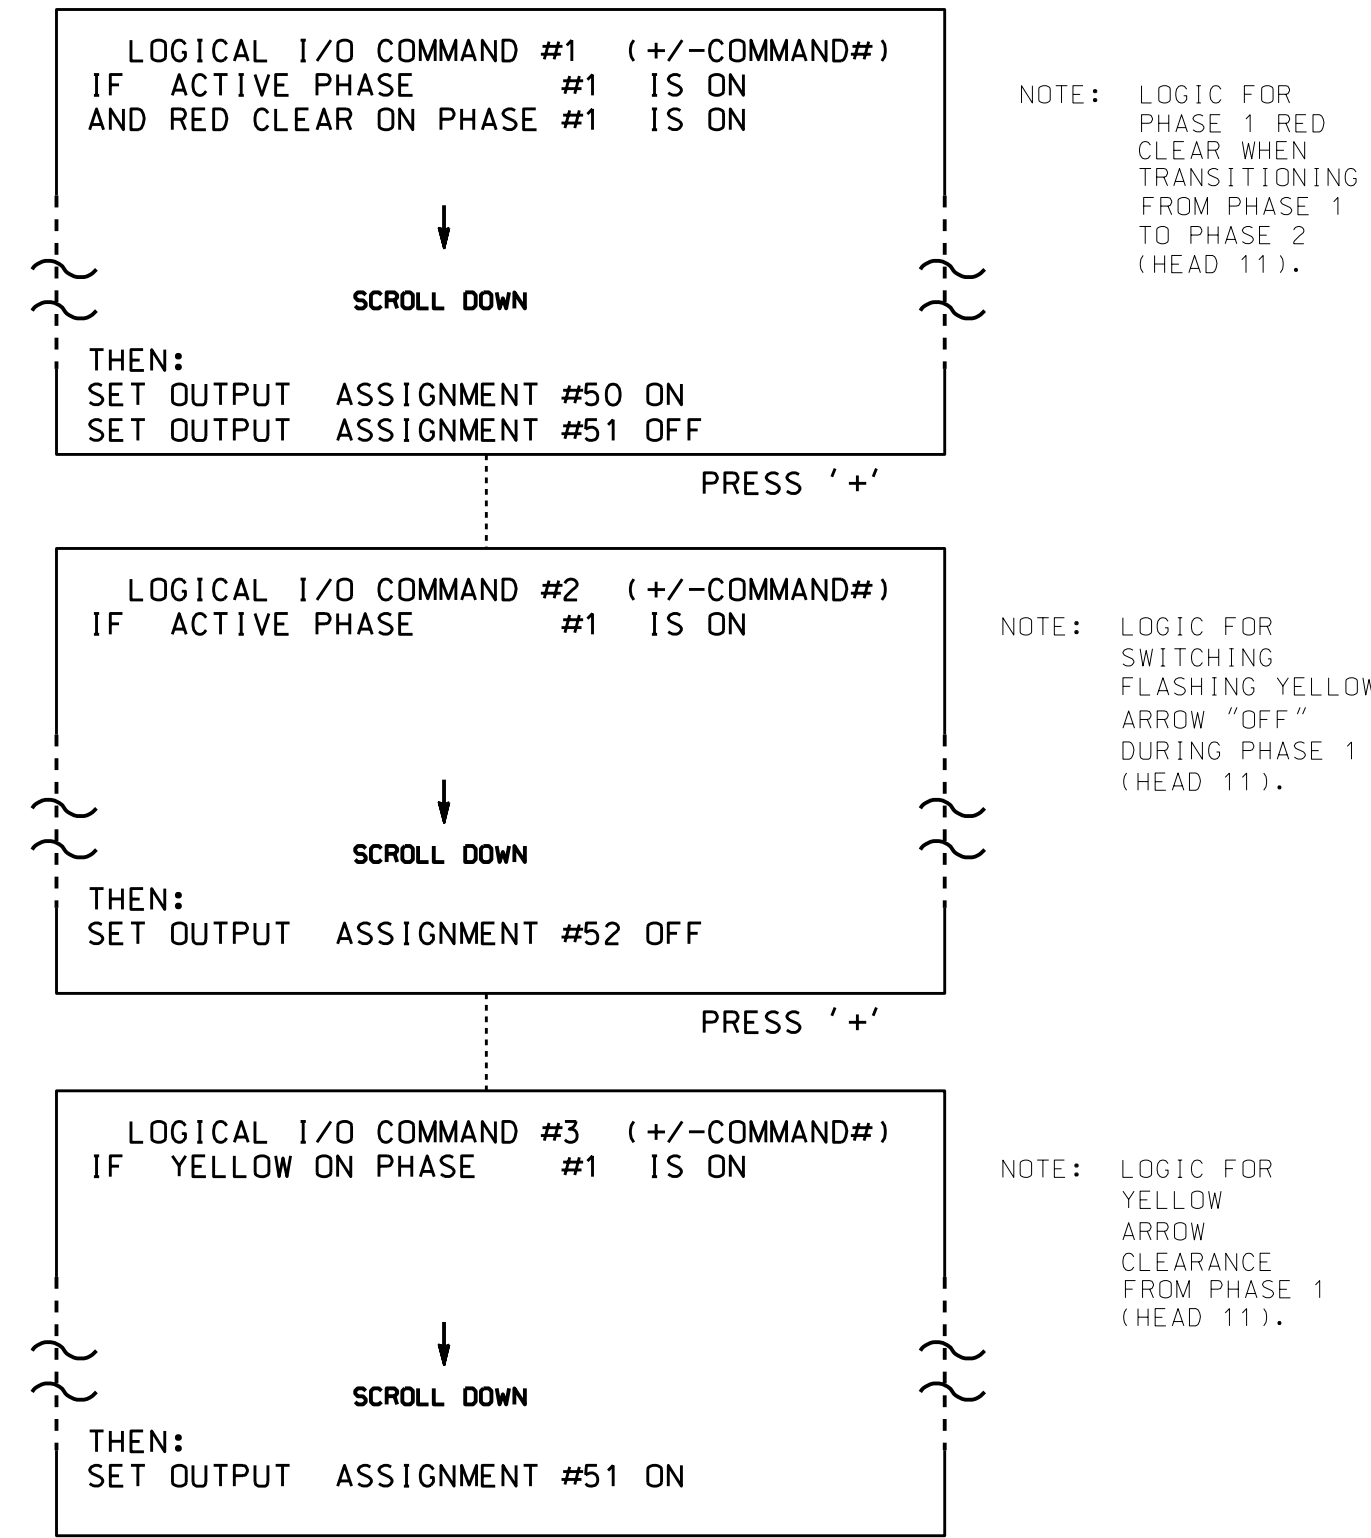 LOGICAL I/O COMMAND #1 (+/-COMMAND#)
IF ACTIVE PHASE #1 IS ON
AND RED CLEAR ON PHASE #1 IS ON
SCROLL DOWN
THEN:
SET OUTPUT ASSIGNMENT #50 ON
SET OUTPUT ASSIGNMENT #51 OFF
NOTE: LOGIC FOR
PHASE 1 RED
CLEAR WHEN
TRANSITIONING
FROM PHASE 1
TO PHASE 2
(HEAD 11).
PRESS '+'
LOGICAL I/O COMMAND #2 (+/-COMMAND#)
IF ACTIVE PHASE #1 IS ON
SCROLL DOWN
THEN:
SET OUTPUT ASSIGNMENT #52 OFF
NOTE: LOGIC FOR
SWITCHING
FLASHING YELLOW
ARROW "OFF"
DURING PHASE 1
(HEAD 11).
PRESS '+'
LOGICAL I/O COMMAND #3 (+/-COMMAND#)
IF YELLOW ON PHASE #1 IS ON
SCROLL DOWN
THEN:
SET OUTPUT ASSIGNMENT #51 ON
NOTE: LOGIC FOR
YELLOW
ARROW
CLEARANCE
FROM PHASE 1
(HEAD 11).